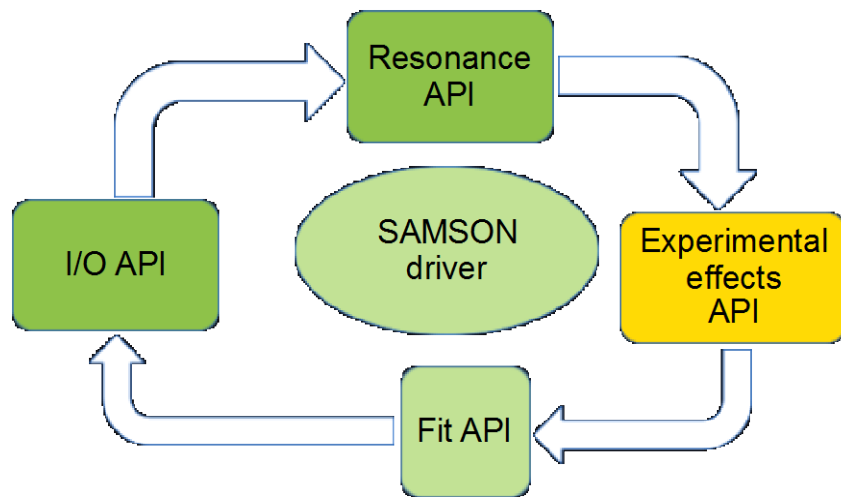 Resonance
API
SAMSON
driver
I/O API
Experimental
effects
API
Fit API